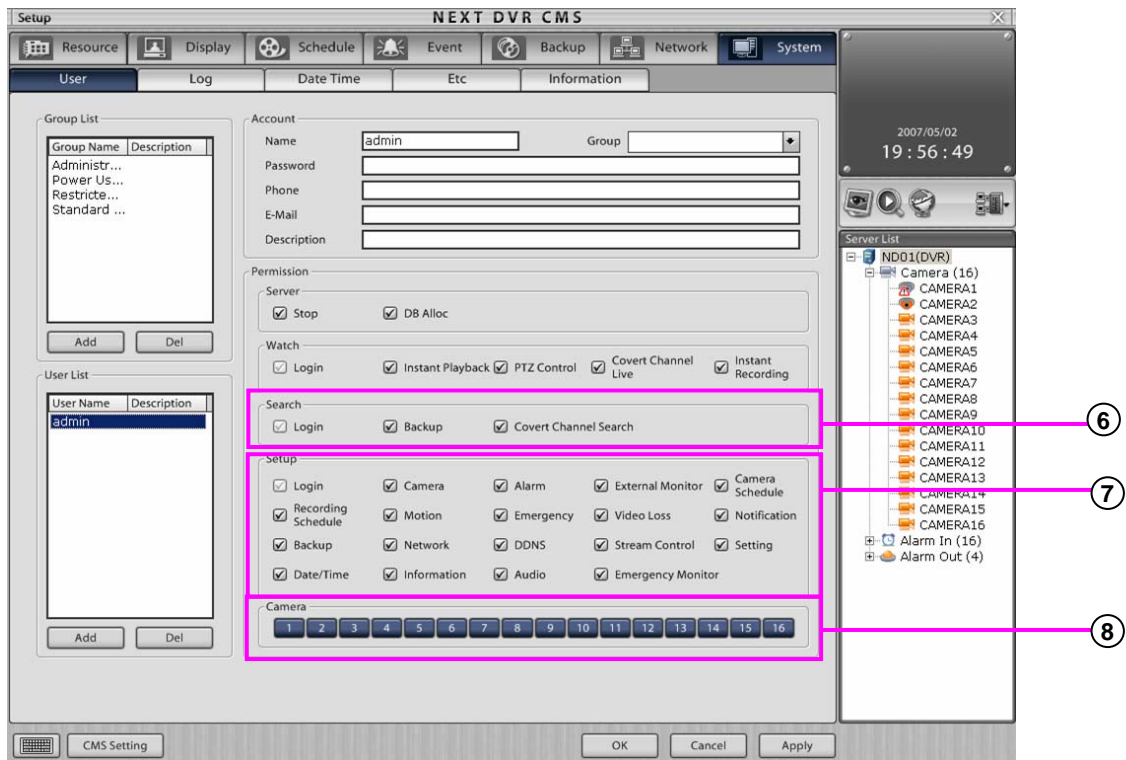 Setup NEXT DVR CMS
Resource Display Schedule Event Backup Network System
User Log Date Time Etc Information
Group List
Group Name Description
Administr...
Power Us...
Restricte...
Standard ...
Add Del
User List
User Name Description
admin
Add Del
Account
Name admin Group
Password
Phone
E-Mail
Description
Permission
Server
Stop DB Alloc
Watch
Login Instant Playback PTZ Control Covert Channel Live Instant Recording
Search
Login Backup Covert Channel Search
Setup
Login Camera Alarm External Monitor Camera Schedule
Recording Schedule Motion Emergency Video Loss Notification
Backup Network DDNS Stream Control Setting
Date/Time Information Audio Emergency Monitor
Camera
1 2 3 4 5 6 7 8 9 10 11 12 13 14 15 16
2007/05/02
19:56:49
Server List
ND01(DVR)
Camera (16)
CAMERA1
CAMERA2
CAMERA3
CAMERA4
CAMERA5
CAMERA6
CAMERA7
CAMERA8
CAMERA9
CAMERA10
CAMERA11
CAMERA12
CAMERA13
CAMERA14
CAMERA15
CAMERA16
Alarm In (16)
Alarm Out (4)
6
7
8
CMS Setting OK Cancel Apply